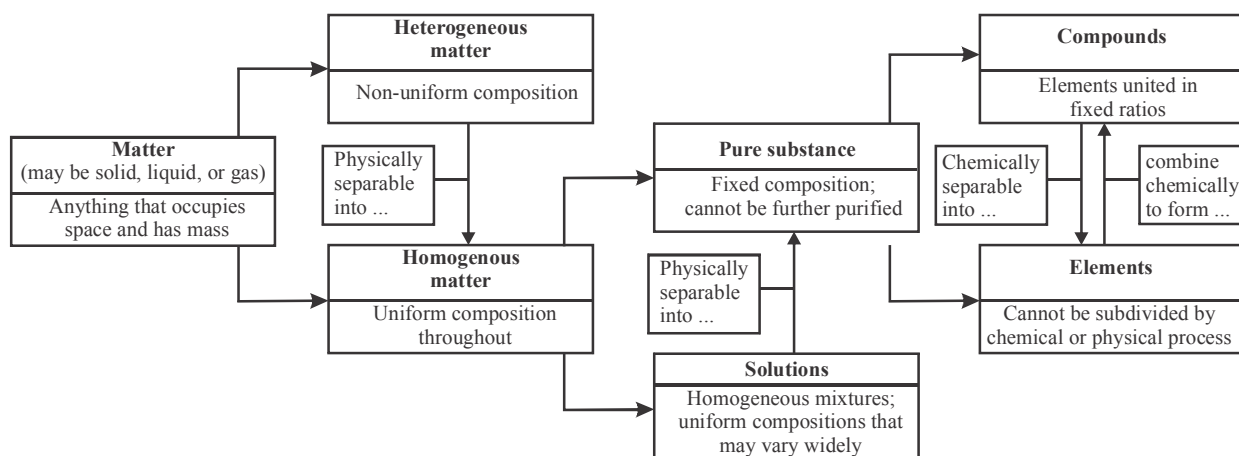 Heterogeneous
matter
Non-uniform composition
Compounds
Elements united in
fixed ratios
Matter
(may be solid, liquid, or gas)
Anything that occupies
space and has mass
Physically
separable
into ...
Pure substance
Fixed composition;
cannot be further purified
Chemically
separable
into ...
combine
chemically
to form ...
Homogenous
matter
Uniform composition
throughout
Physically
separable
into ...
Elements
Cannot be subdivided by
chemical or physical process
Solutions
Homogeneous mixtures;
uniform compositions that
may vary widely